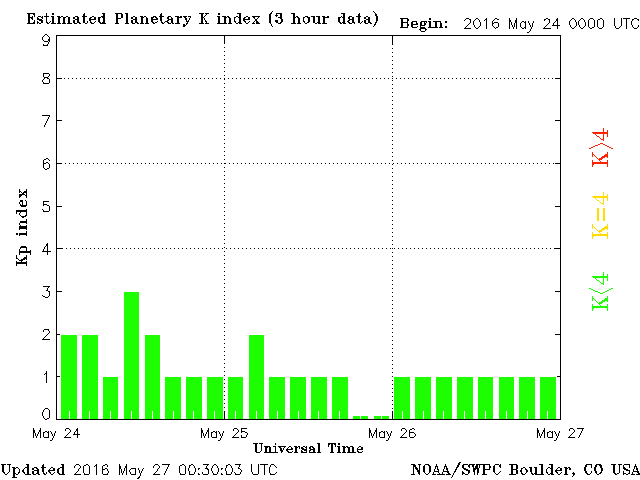 Estimated Planetary K index (3 hour data)
Begin: 2016 May 24 0000 UTC
9
8
7
6
5
4
3
2
1
0
Kp index
K>4
K=4
K<4
May 24
May 25
May 26
May 27
Universal Time
Updated 2016 May 27 00:30:03 UTC
NOAA/SWPC Boulder, CO USA